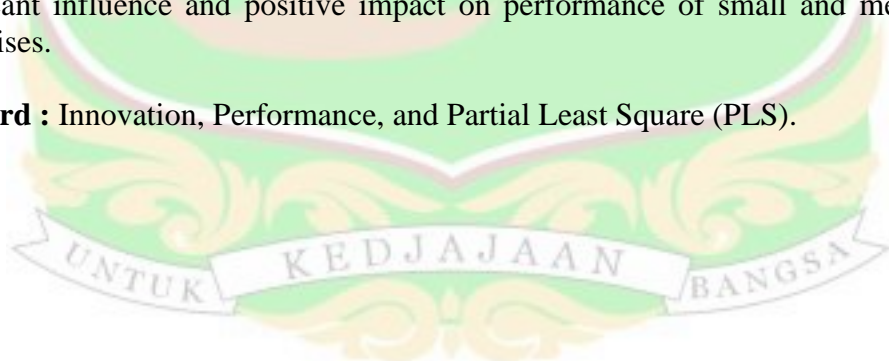 ant influence and positive impact on performance of small and me
ises.
rd : Innovation, Performance, and Partial Least Square (PLS).
UNTUK KEDJAJAAN BANGSA